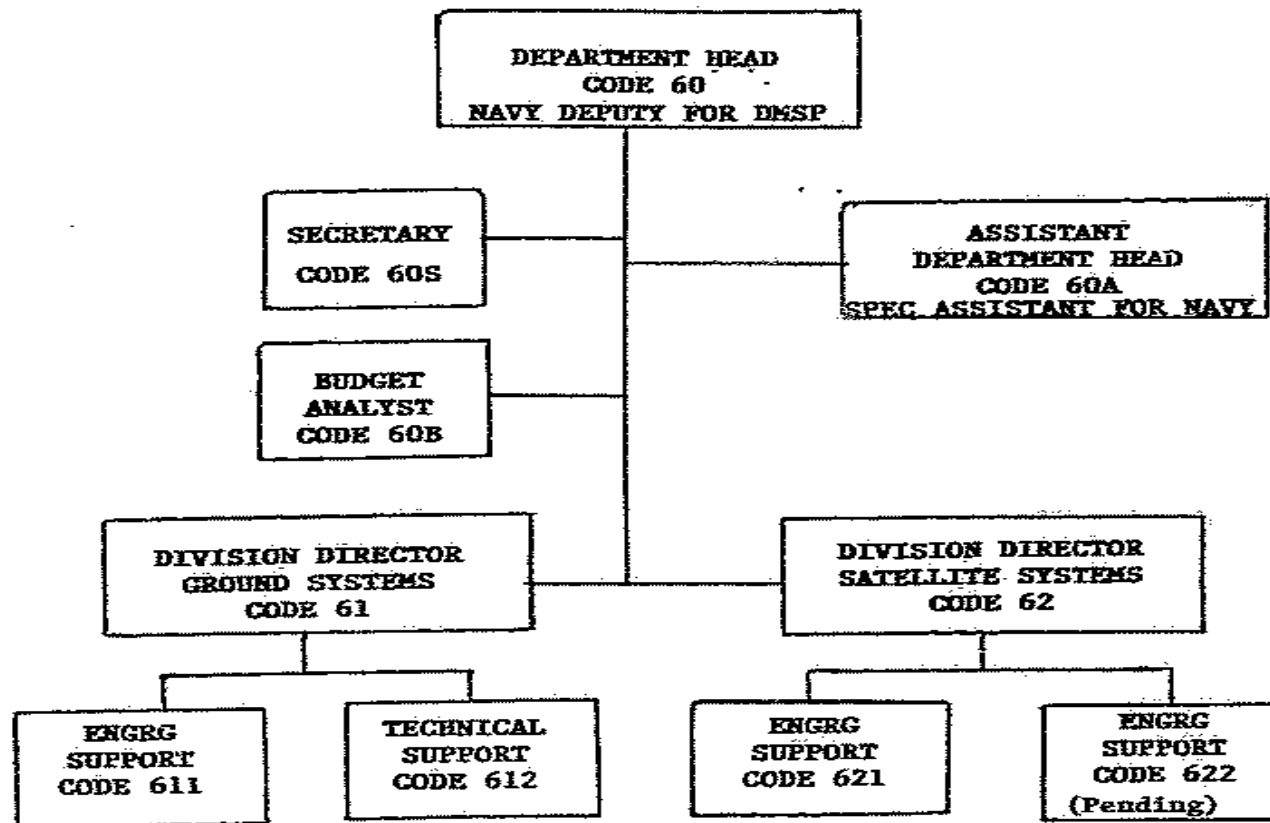 DEPARTMENT HEAD
CODE 60
NAVY DEPUTY FOR DMSP
SECRETARY
CODE 60S
ASSISTANT
DEPARTMENT HEAD
CODE 60A
SPEC ASSISTANT FOR NAVY
BUDGET
ANALYST
CODE 60B
DIVISION DIRECTOR
GROUND SYSTEMS
CODE 61
DIVISION DIRECTOR
SATELLITE SYSTEMS
CODE 62
ENGRG
SUPPORT
CODE 611
TECHNICAL
SUPPORT
CODE 612
ENGRG
SUPPORT
CODE 621
ENGRG
SUPPORT
CODE 622
(Pending)